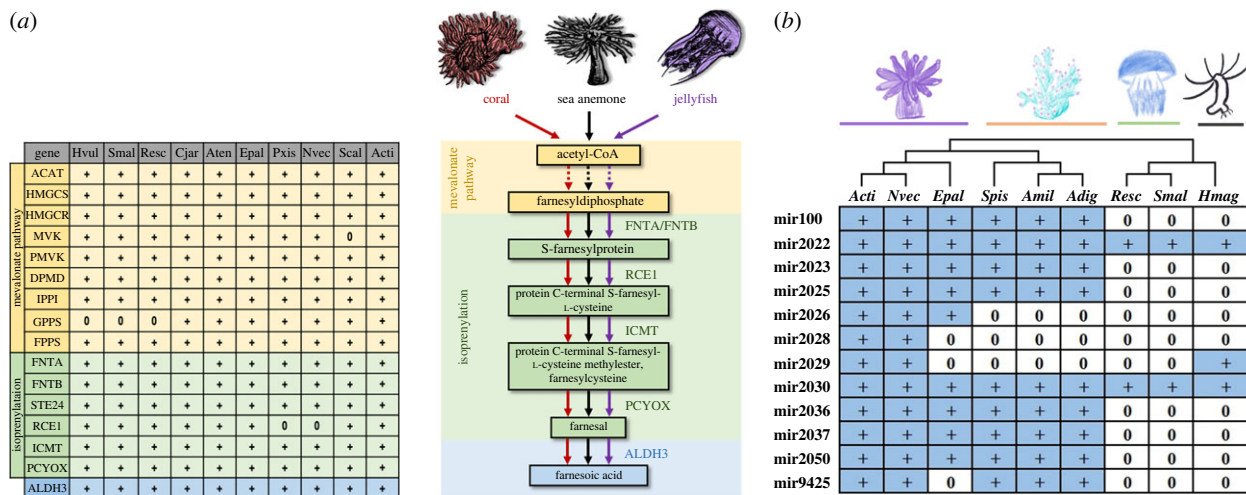 (a)
coral
sea anemone
jellyfish
gene Hvul Smal Resc Cjar Aten Epal Pxis Nvec Scal Acti
mevalonate pathway
ACAT + + + + + + + + + +
HMGCS + + + + + + + + + +
HMGCR + + + + + + + + + +
MVK + + + + + + + + 0 +
PMVK + + + + + + + + + +
DPMD + + + + + + + + + +
IPPI + + + + + + + + + +
GPPS 0 0 0 + + + + + + +
FPPS + + + + + + + + + +
isoprenylataion
FNTA + + + + + + + + + +
FNTB + + + + + + + + + +
STE24 + + + + + + + + + +
RCE1 + + + + + + 0 0 + +
ICMT + + + + + + + + + +
PCYOX + + + + + + + + + +
ALDH3 + + + + + + + + + +
mevalonate
pathway
acetyl-CoA
farnesyldiphosphate
isoprenylation
FNTA/FNTB
S-farnesylprotein
RCE1
protein C-terminal S-farnesyl-
L-cysteine
ICMT
protein C-terminal S-farnesyl-
L-cysteine methylester,
farnesylcysteine
PCYOX
farnesal
ALDH3
farnesoic acid
(b)
Acti Nvec Epal Spis Amil Adig Resc Smal Hmag
mir100 + + + + + + 0 0 0
mir2022 + + + + + + + + +
mir2023 + + + + + + 0 0 0
mir2025 + + + + + + 0 0 0
mir2026 + + + 0 0 0 0 0 0
mir2028 + + 0 0 0 0 0 0 0
mir2029 + + 0 0 0 0 0 0 +
mir2030 + + + + + + + + +
mir2036 + + + + + + 0 0 0
mir2037 + + + + + + 0 0 0
mir2050 + + + + + + 0 0 0
mir9425 + + 0 + + + 0 0 0